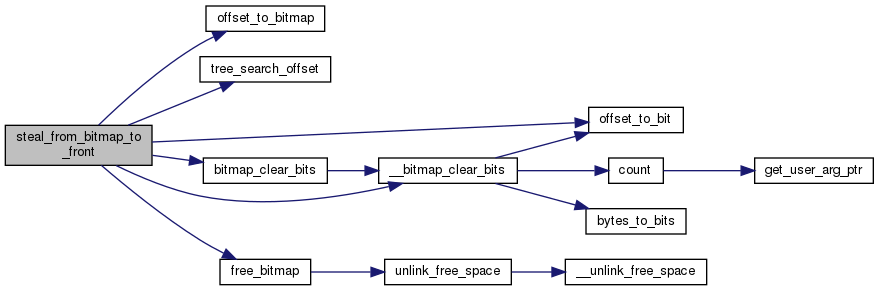 offset_to_bitmap
tree_search_offset
steal_from_bitmap_to
_front
offset_to_bit
bitmap_clear_bits
__bitmap_clear_bits
count
get_user_arg_ptr
bytes_to_bits
free_bitmap
unlink_free_space
__unlink_free_space